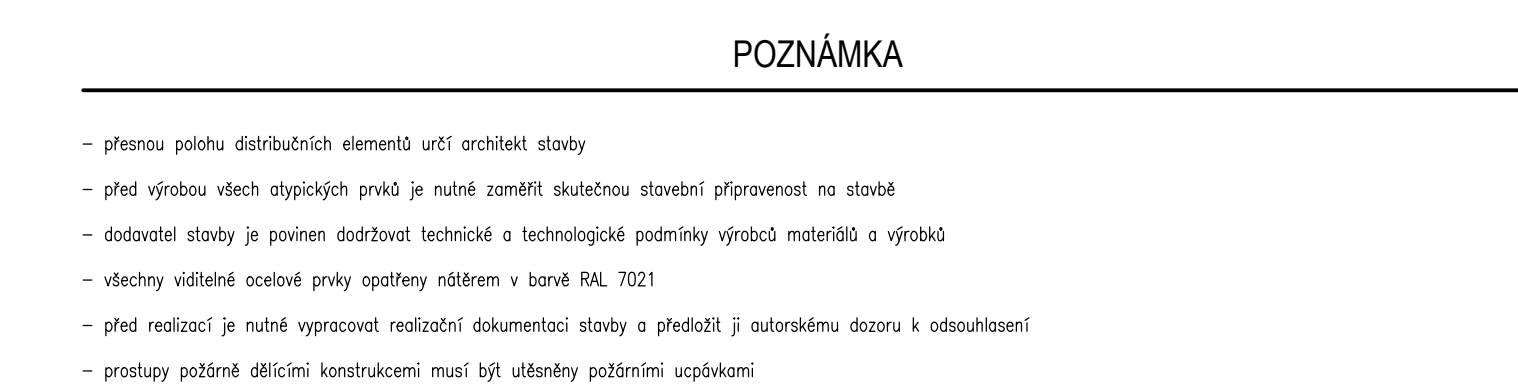 POZNÁMKA
– přesnou polohu distribučních elementů určí architekt stavby
– před výrobou všech atypických prvků je nutné zaměřit skutečnou stavební připravenost na stavbě
– dodavatel stavby je povinen dodržovat technické a technologické podmínky výrobců materiálů a výrobků
– všechny viditelné ocelové prvky opatřeny nátěrem v barvě RAL 7021
– před realizací je nutné vypracovat realizační dokumentaci stavby a předložit ji autorskému dozoru k odsouhlasení
– prostupy požárně dělícími konstrukcemi musí být utěsněny požárními ucpávkami